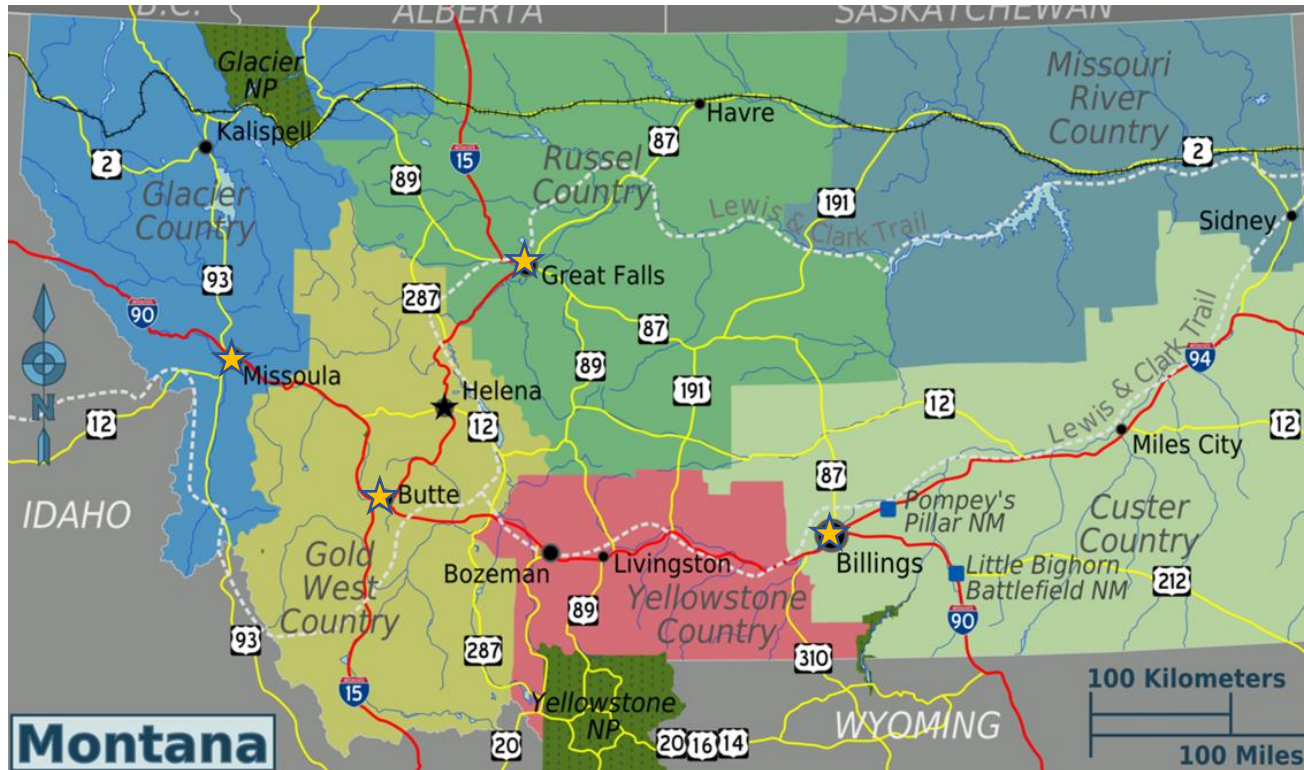 B.C.
ALBERTA
SASKATCHEWAN
Glacier
NP
Missouri
River
Country
Havre
Kalispell
87
15
2
2
Russel
Country
89
Glacier
Country
191
Lewis & Clark Trail
Sidney
93
Great Falls
287
90
87
Lewis & Clark Trail
94
Missoula
89
Helena
191
12
N
12
12
12
Miles City
87
IDAHO
Butte
Pompey's
Pillar NM
Custer
Country
Gold
West
Country
Bozeman
Livingston
Billings
Little Bighorn
Battlefield NM
212
Yellowstone
Country
89
90
93
287
310
15
Yellowstone
NP
100 Kilometers
WYOMING
Montana
20
20
16
14
100 Miles